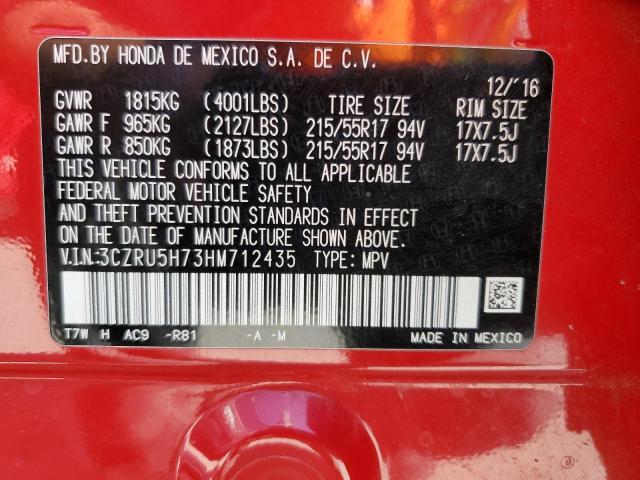 MFD. BY HONDA DE MEXICO S.A. DE C.V.
12/'16
GVWR 1815KG (4001LBS) TIRE SIZE RIM SIZE
GAWR F 965KG (2127LBS) 215/55R17 94V 17X7.5J
GAWR R 850KG (1873LBS) 215/55R17 94V 17X7.5J
THIS VEHICLE CONFORMS TO ALL APPLICABLE
FEDERAL MOTOR VEHICLE SAFETY
AND THEFT PREVENTION STANDARDS IN EFFECT
ON THE DATE OF MANUFACTURE SHOWN ABOVE.
V.I.N.:3CZRU5H73HM712435 TYPE: MPV
T7W H AC9 -R81 -A -M MADE IN MEXICO